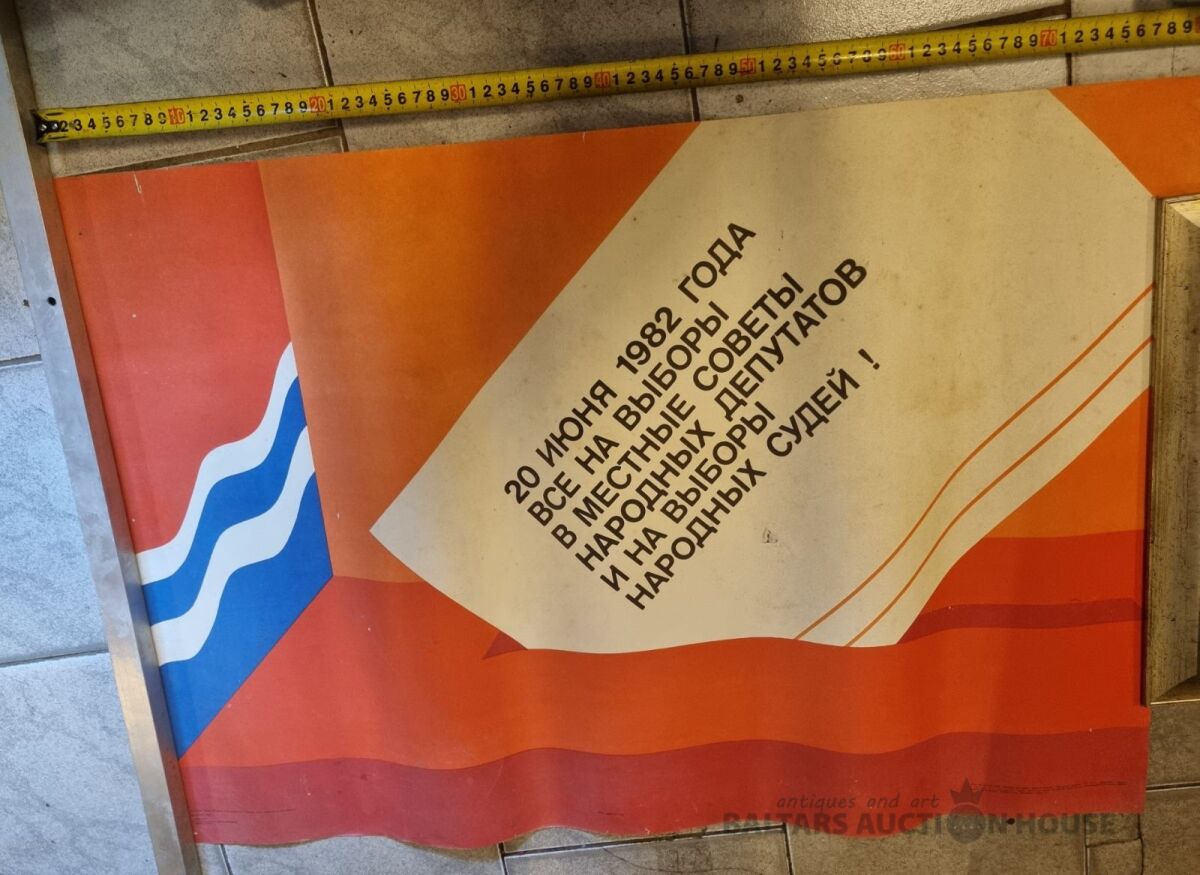 20 ИЮНЯ 1982 ГОДА
ВСЕ НА ВЫБОРЫ
В МЕСТНЫЕ СОВЕТЫ
НАРОДНЫХ ДЕПУТАТОВ
И НА ВЫБОРЫ
НАРОДНЫХ СУДЕЙ !
antiques and art
BALTARS AUCTION HOUSE